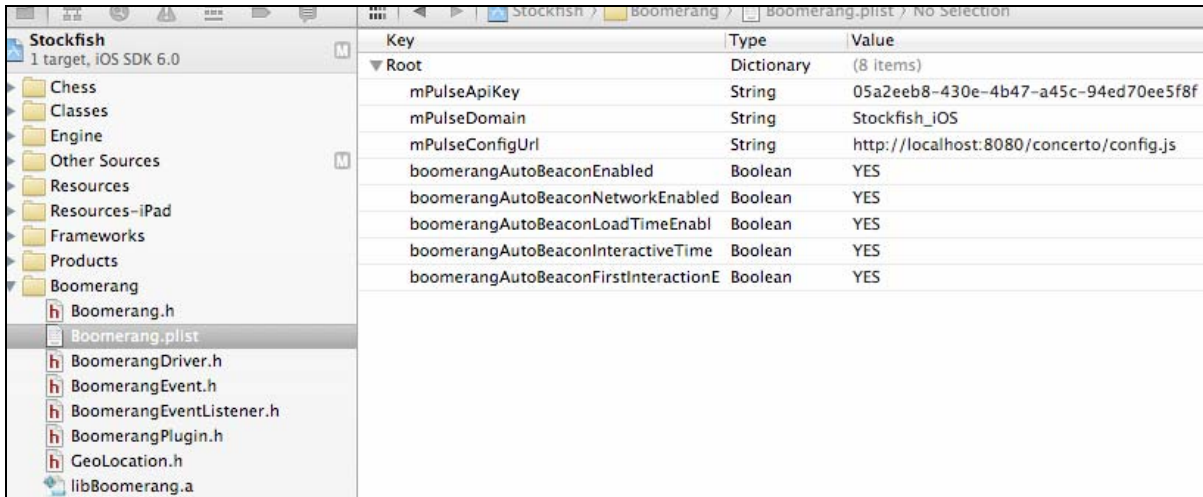 Stockfish 〉 Boomerang 〉 Boomerang.plist 〉 No Selection
Stockfish
1 target, iOS SDK 6.0
M
Chess
Classes
Engine
Other Sources
M
Resources
Resources-iPad
Frameworks
Products
Boomerang
h Boomerang.h
Boomerang.plist
h BoomerangDriver.h
h BoomerangEvent.h
h BoomerangEventListener.h
h BoomerangPlugin.h
h GeoLocation.h
libBoomerang.a
Key Type Value
Root Dictionary (8 items)
mPulseApiKey String 05a2eeb8-430e-4b47-a45c-94ed70ee5f8f
mPulseDomain String Stockfish_iOS
mPulseConfigUrl String http://localhost:8080/concerto/config.js
boomerangAutoBeaconEnabled Boolean YES
boomerangAutoBeaconNetworkEnabled Boolean YES
boomerangAutoBeaconLoadTimeEnabl Boolean YES
boomerangAutoBeaconInteractiveTime Boolean YES
boomerangAutoBeaconFirstInteractionE Boolean YES